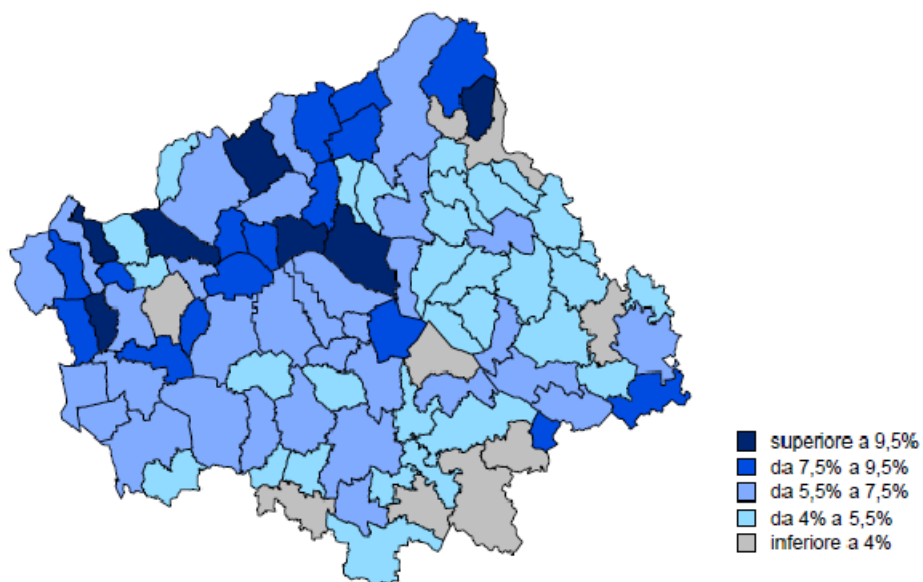 superiore a 9,5%
da 7,5% a 9,5%
da 5,5% a 7,5%
da 4% a 5,5%
inferiore a 4%